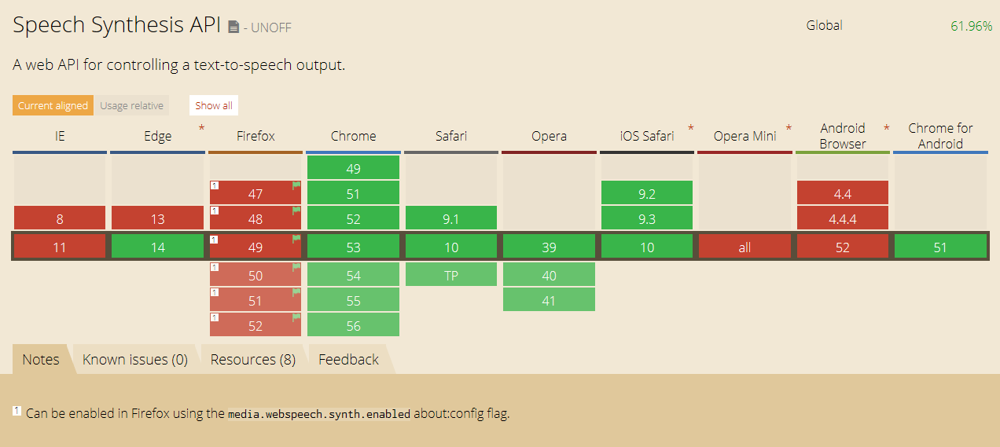 Speech Synthesis API - UNOFF
Global 61.96%
A web API for controlling a text-to-speech output.
Current aligned Usage relative Show all
IE Edge * Firefox Chrome Safari Opera iOS Safari * Opera Mini * Android Browser * Chrome for Android
49
1 47 51 9.2 4.4
8 13 1 48 52 9.1 9.3 4.4.4
11 14 1 49 53 10 39 10 all 52 51
1 50 54 TP 40
1 51 55 41
1 52 56
Notes Known issues (0) Resources (8) Feedback
1 Can be enabled in Firefox using the media.webspeech.synth.enabled about:config flag.